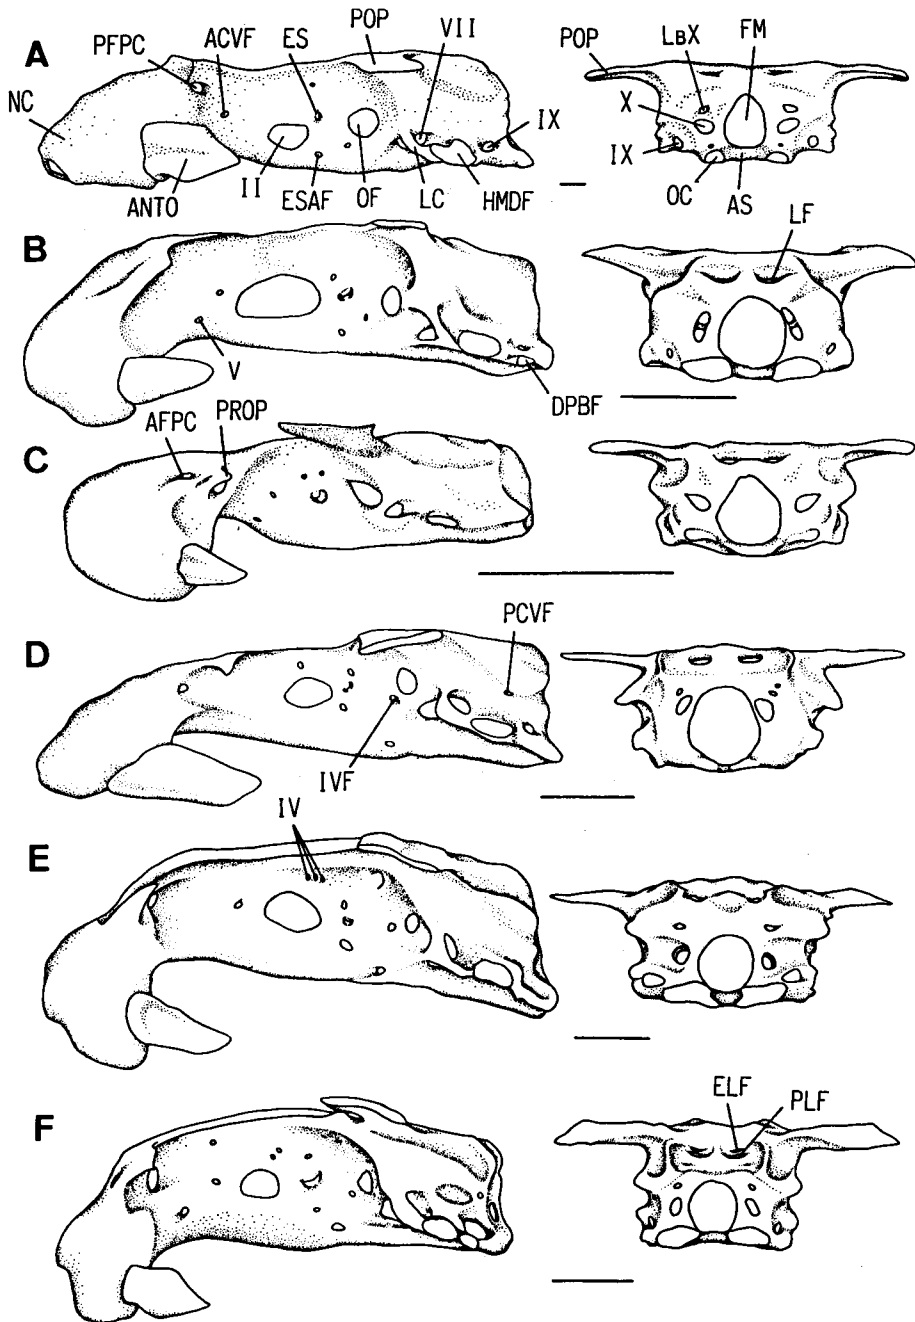 A
PFPC
ACVF
ES
POP
VII
NC
IX
ANTO
II
ESAF
OF
LC
HMDF
POP
LBX
FM
X
IX
OC
AS
B
LF
V
DPBF
C
AFPC
PROP
D
PCVF
IVF
E
IV
F
ELF
PLF